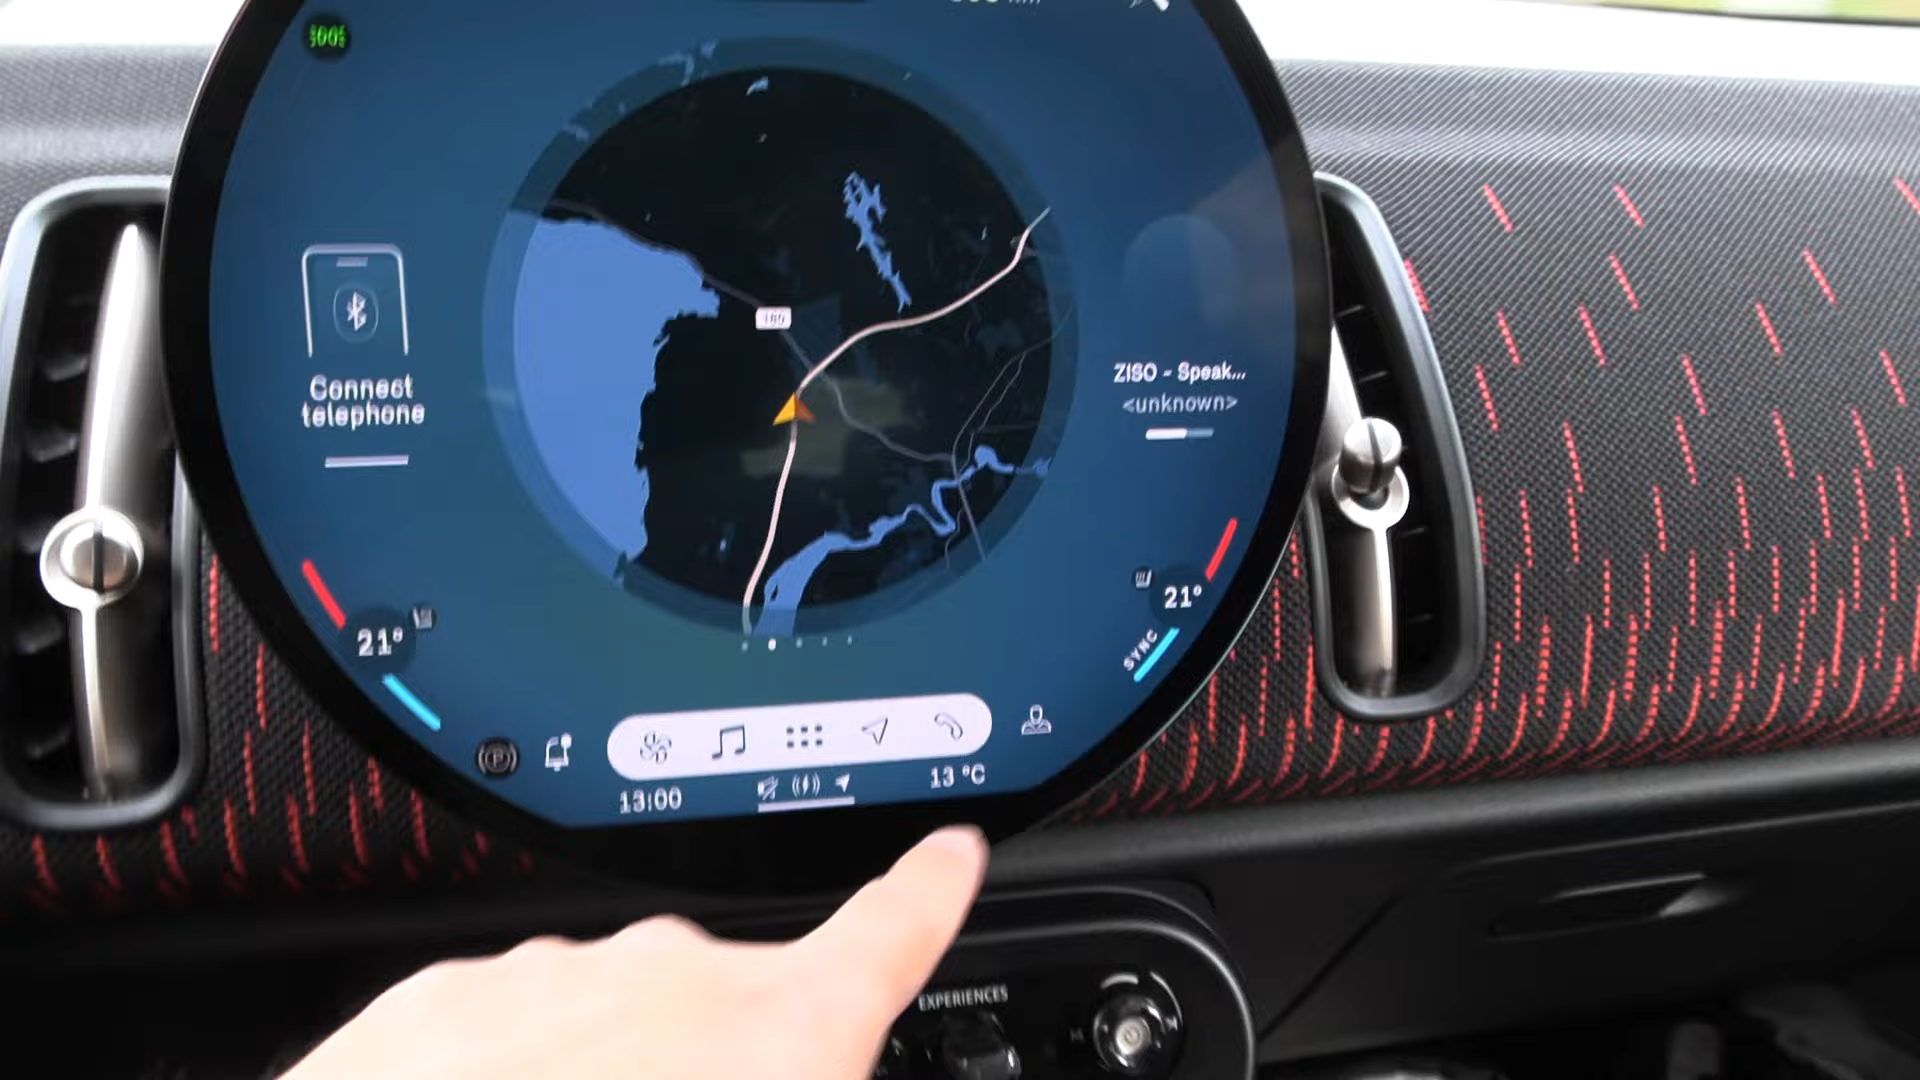 Connect
telephone
ZISO - Speak...
<unknown>
21°
21°
SYNC
13:00
13 °C
EXPERIENCES